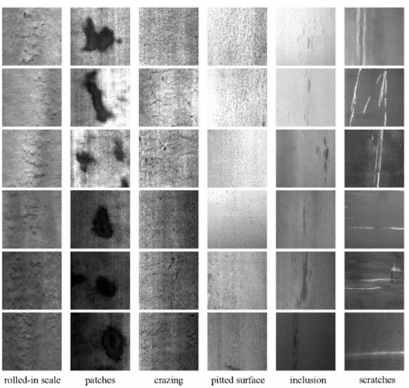 rolled-in scale patches crazing pitted surface inclusion scratches